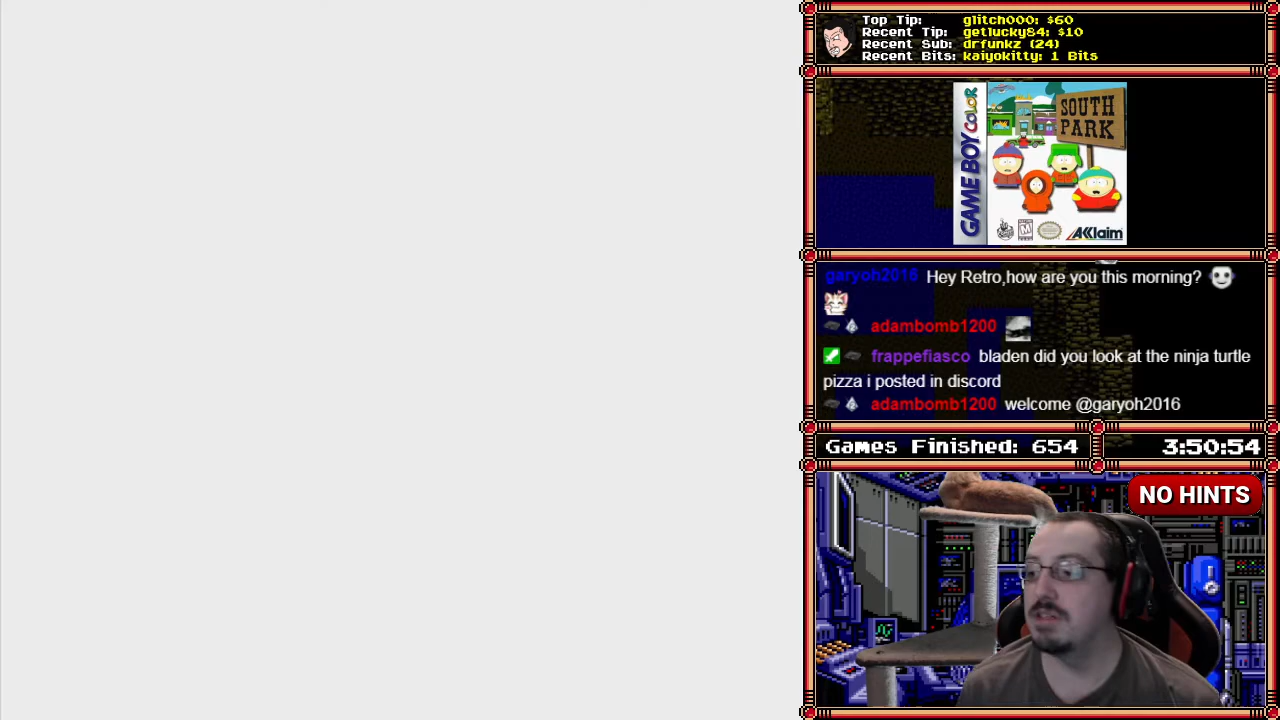 Top Tip: glitch000: $60
Recent Tip: getlucky84: $10
Recent Sub: drfunkz (24)
Recent Bits: kaiyokitty: 1 Bits
GAME BOY COLOR
SOUTH
PARK
AKklaim
garyoh2016 Hey Retro,how are you this morning?
adambomb1200
frappefiasco bladen did you look at the ninja turtle
pizza i posted in discord
adambomb1200 welcome @garyoh2016
Games Finished: 654
3:50:54
NO HINTS